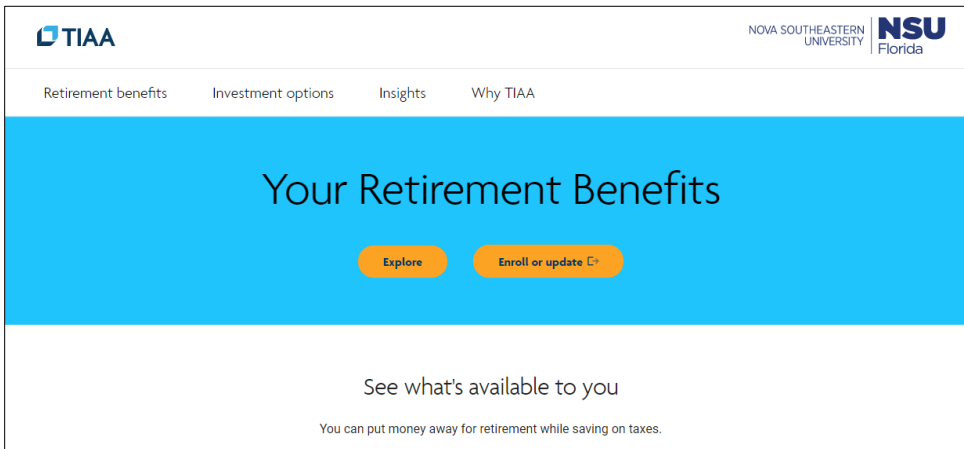 TIAA
NOVA SOUTHEASTERN
UNIVERSITY
NSU
Florida
Retirement benefits
Investment options
Insights
Why TIAA
Your Retirement Benefits
Explore
Enroll or update
See what's available to you
You can put money away for retirement while saving on taxes.